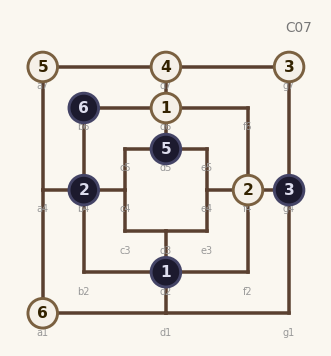 C07
5 4 3
a7 d7 g7
6 1
b6 d6 f6
5
c5 d5 e5
2 2 3
a4 b4 c4 e4 f4 g4
c3 d3 e3
1
b2 d2 f2
6
a1 d1 g1